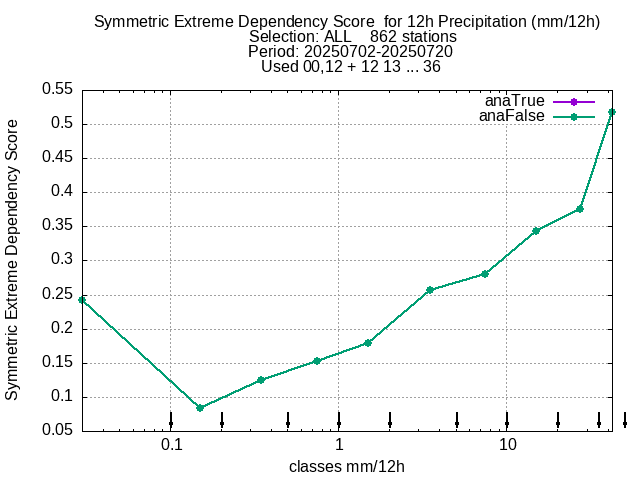 Symmetric Extreme Dependency Score  for 12h Precipitation (mm/12h)
Selection: ALL    862 stations
Period: 20250702-20250720
Used 00,12 + 12 13 ... 36
anaTrue
anaFalse
Symmetric Extreme Dependency Score
0.55
0.5
0.45
0.4
0.35
0.3
0.25
0.2
0.15
0.1
0.05
0.1 1 10
classes mm/12h